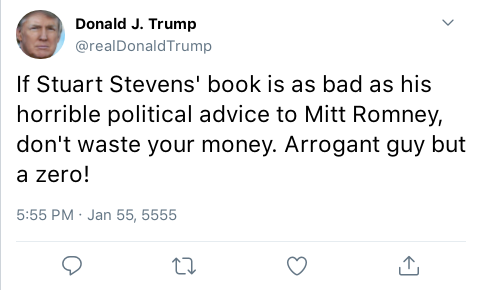 Donald J. Trump
@realDonaldTrump
If Stuart Stevens' book is as bad as his
horrible political advice to Mitt Romney,
don't waste your money. Arrogant guy but
a zero!
5:55 PM · Jan 55, 5555